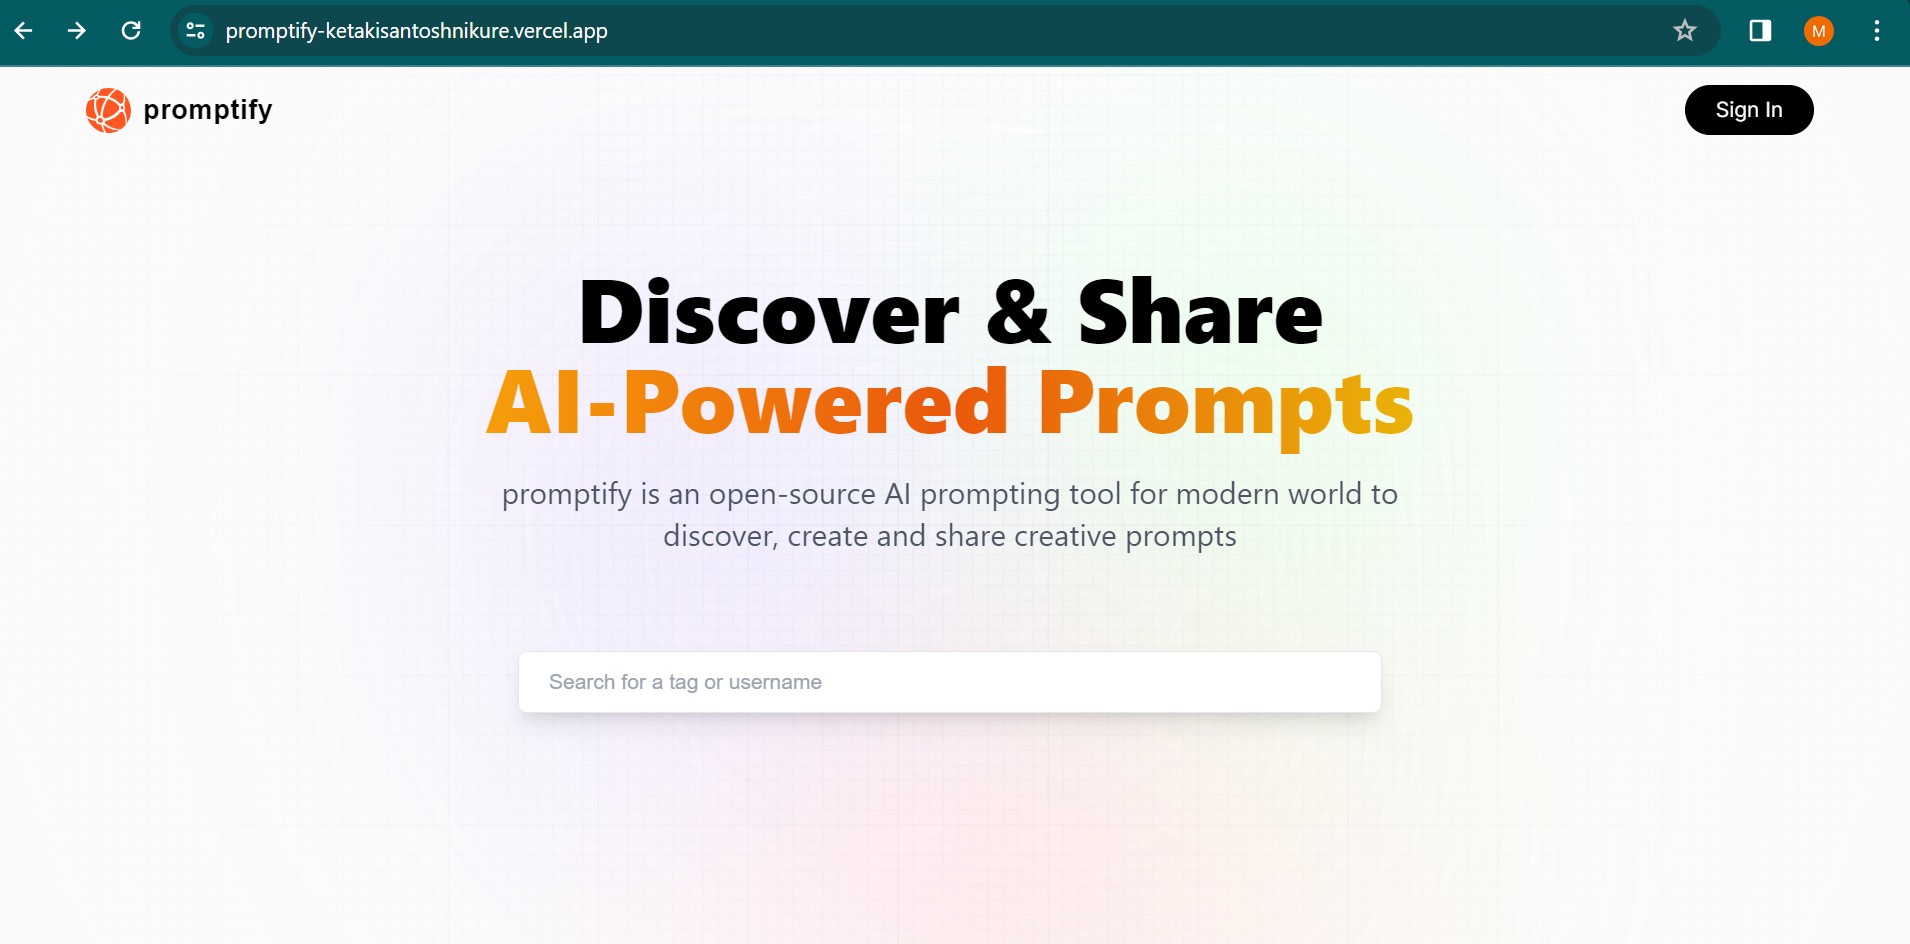 promptify-ketakisantoshnikure.vercel.app
M
promptify
Sign In
Discover & Share
AI-Powered Prompts
promptify is an open-source AI prompting tool for modern world to
discover, create and share creative prompts
Search for a tag or username